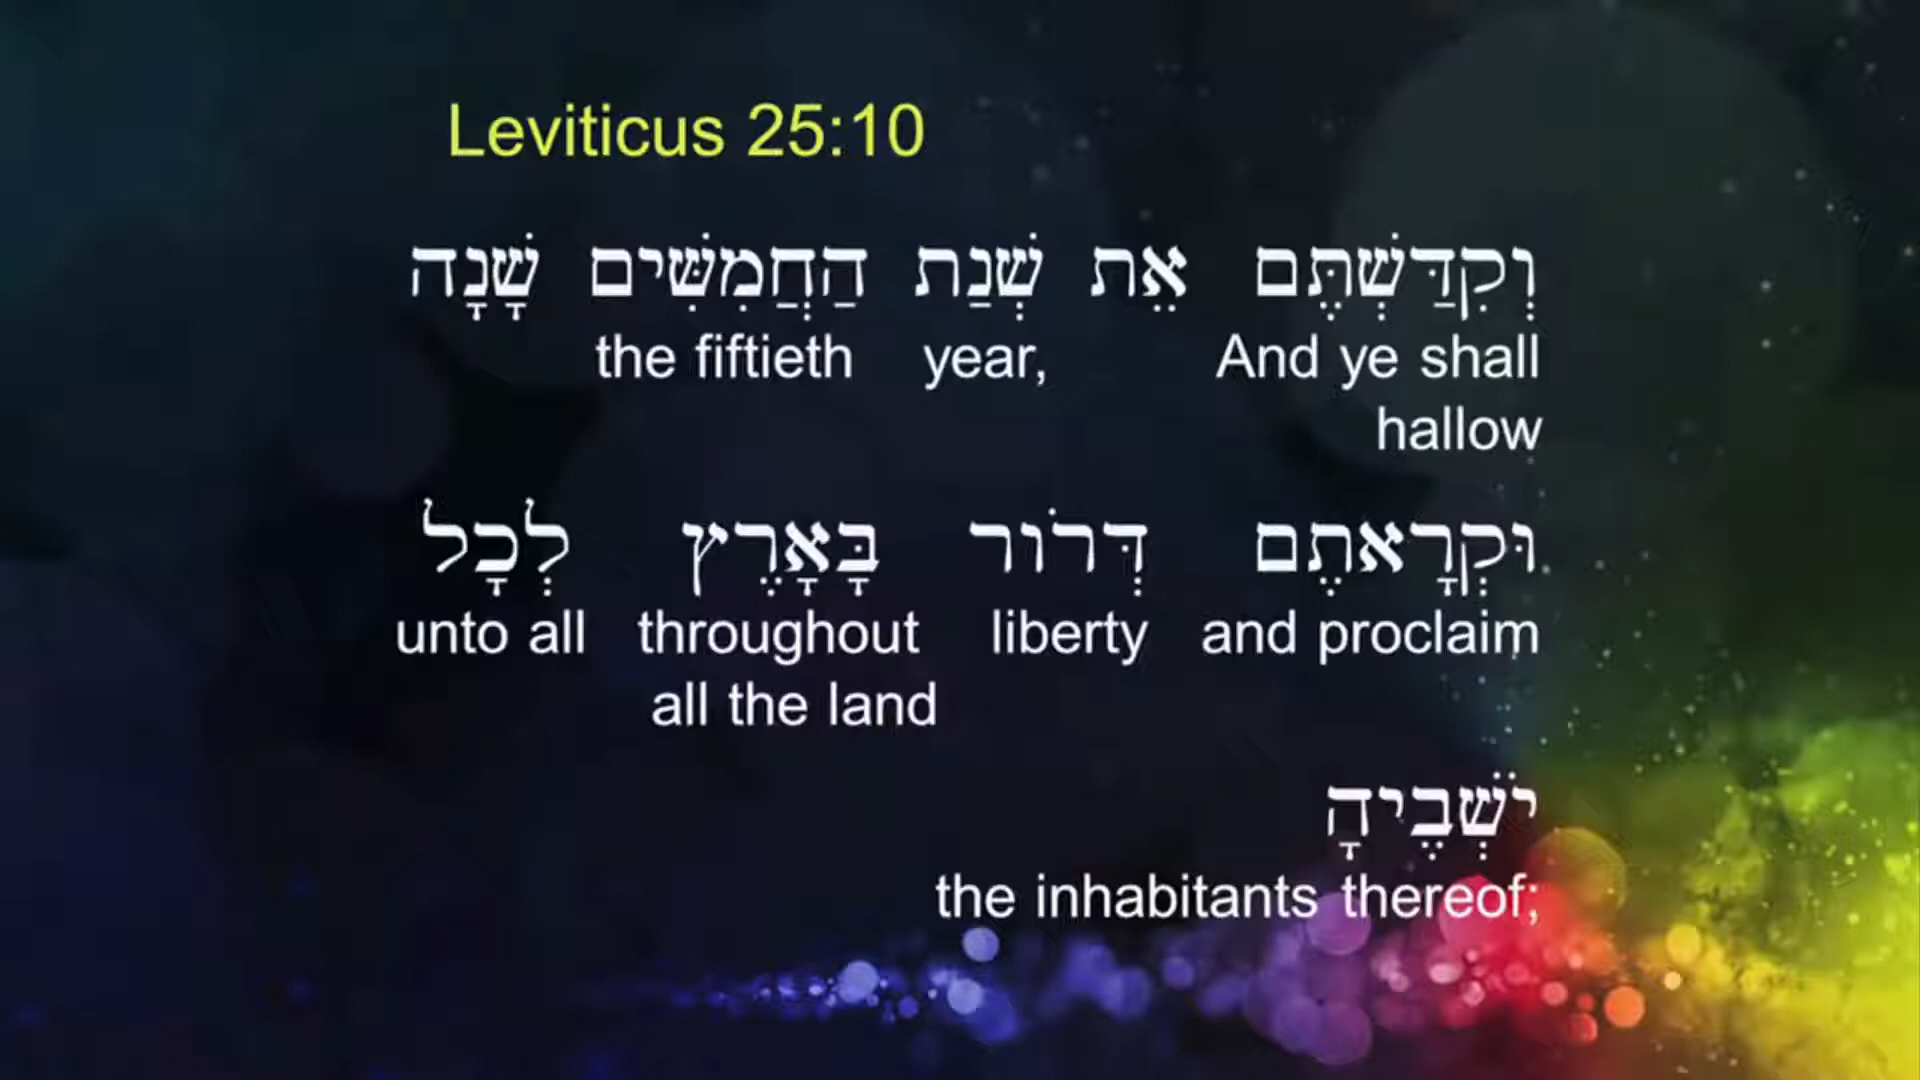 Leviticus 25:10
וְקִדַּשְׁתֶּם אֵת שְׁנַת הַחֲמִשִּׁים שָׁנָה
the fiftieth year, And ye shall
hallow
וּקְרָאתֶם דְּרֹור בָּאָרֶץ לְכָל
unto all throughout liberty and proclaim
all the land
יֹשְׁבֶיהָ
the inhabitants thereof;